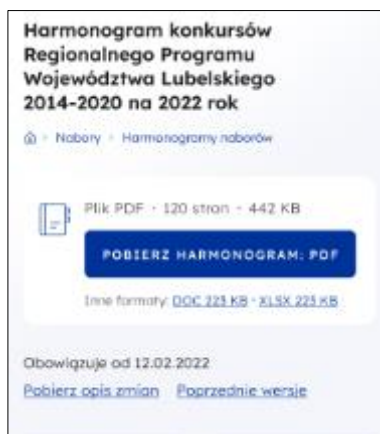 Harmonogram konkursów
Regionalnego Programu
Województwa Lubelskiego
2014-2020 na 2022 rok
Nabory Harmonogramy naborów
Plik PDF · 120 stron · 442 KB
POBIERZ HARMONOGRAM: PDF
Inne formaty: DOC 225 KB · XLSX 225 KB
Obowiązuje od 12.02.2022
Pobierz opis zmian Poprzednie wersje